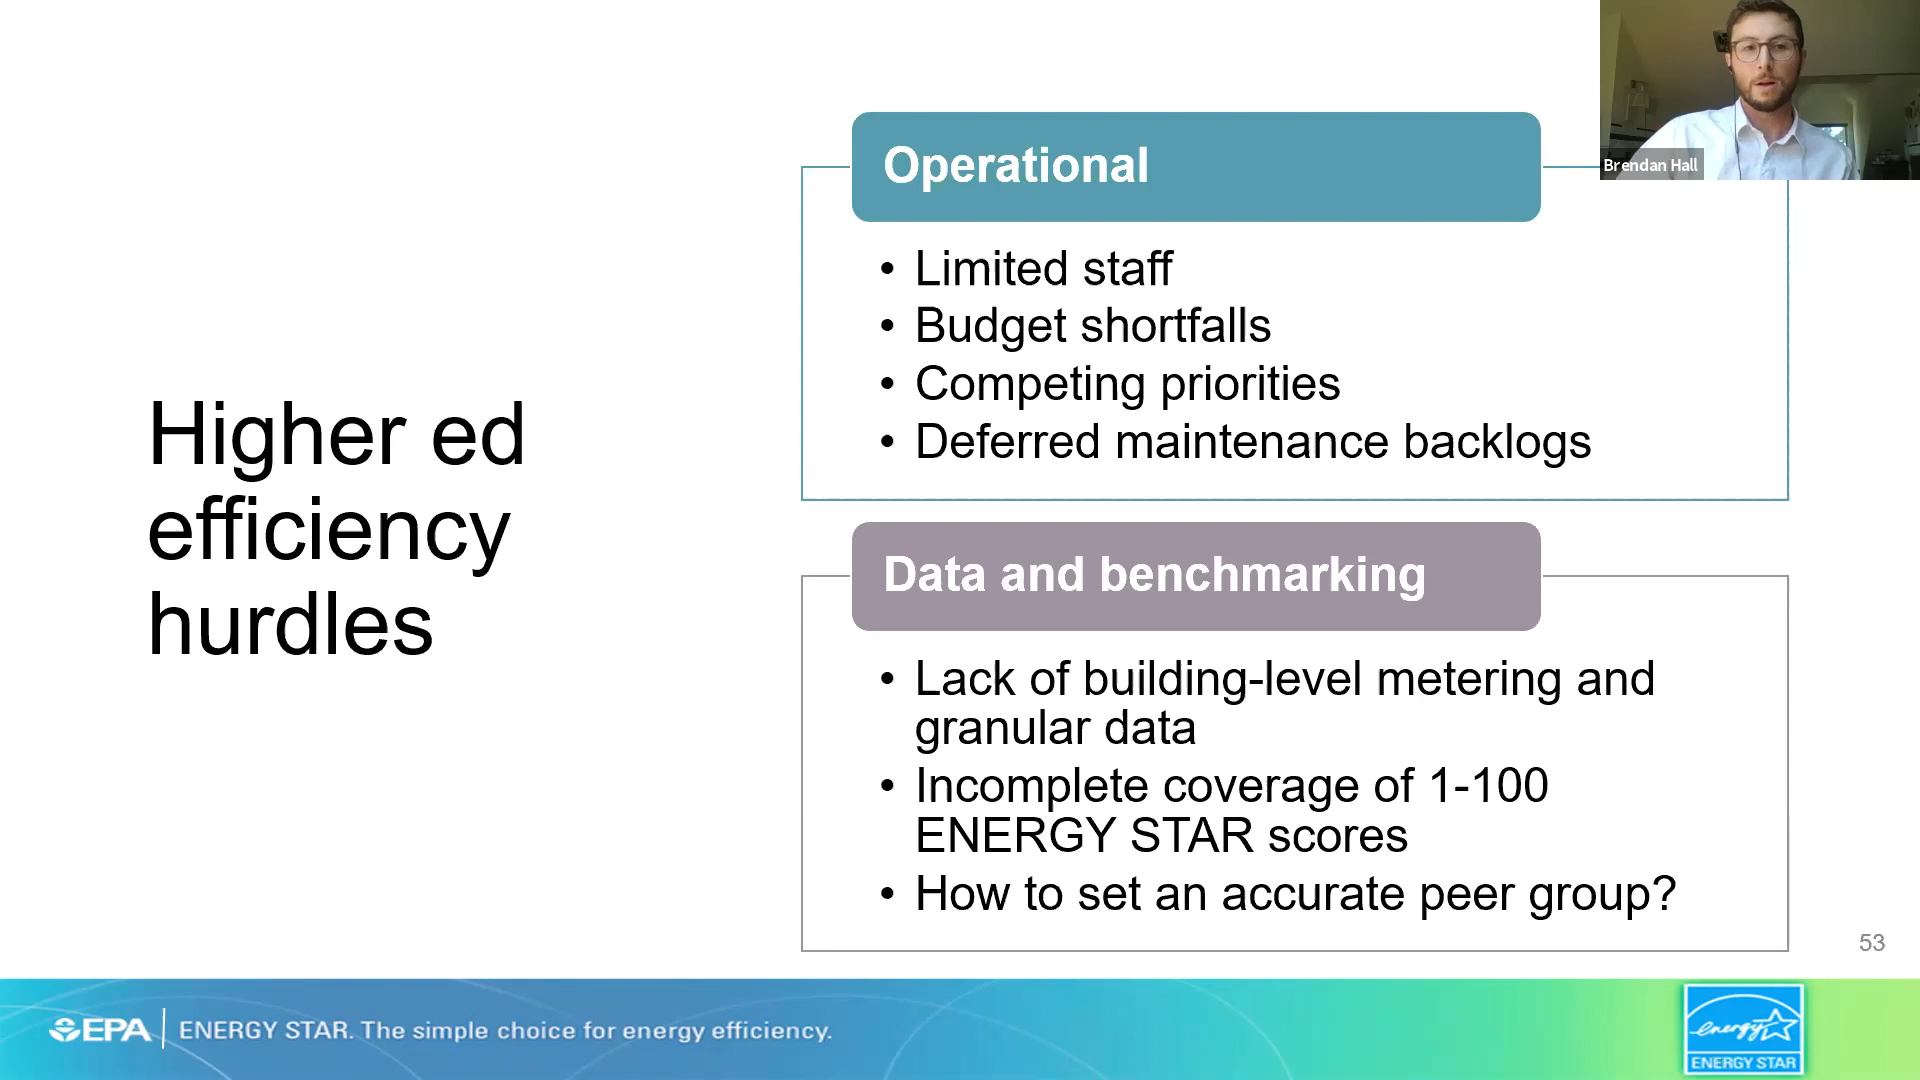 Brendan Hall
Higher ed
efficiency
hurdles
Operational
• Limited staff
• Budget shortfalls
• Competing priorities
• Deferred maintenance backlogs
Data and benchmarking
• Lack of building-level metering and
granular data
• Incomplete coverage of 1-100
ENERGY STAR scores
• How to set an accurate peer group?
53
EPA
ENERGY STAR. The simple choice for energy efficiency.
energy
ENERGY STAR